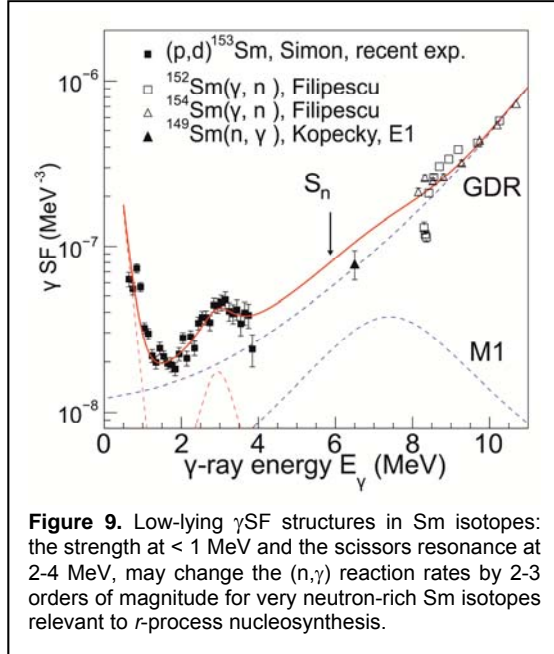 (p,d)¹⁵³Sm, Simon, recent exp.
¹⁵²Sm(γ, n ), Filipescu
¹⁵⁴Sm(γ, n ), Filipescu
¹⁴⁹Sm(n, γ ), Kopecky, E1
10⁻⁶
10⁻⁷
10⁻⁸
γ SF (MeV⁻³)
Sₙ
GDR
M1
0 2 4 6 8 10
γ-ray energy Eᵧ (MeV)
Figure 9. Low-lying γSF structures in Sm isotopes:
the strength at < 1 MeV and the scissors resonance at
2-4 MeV, may change the (n,γ) reaction rates by 2-3
orders of magnitude for very neutron-rich Sm isotopes
relevant to r-process nucleosynthesis.